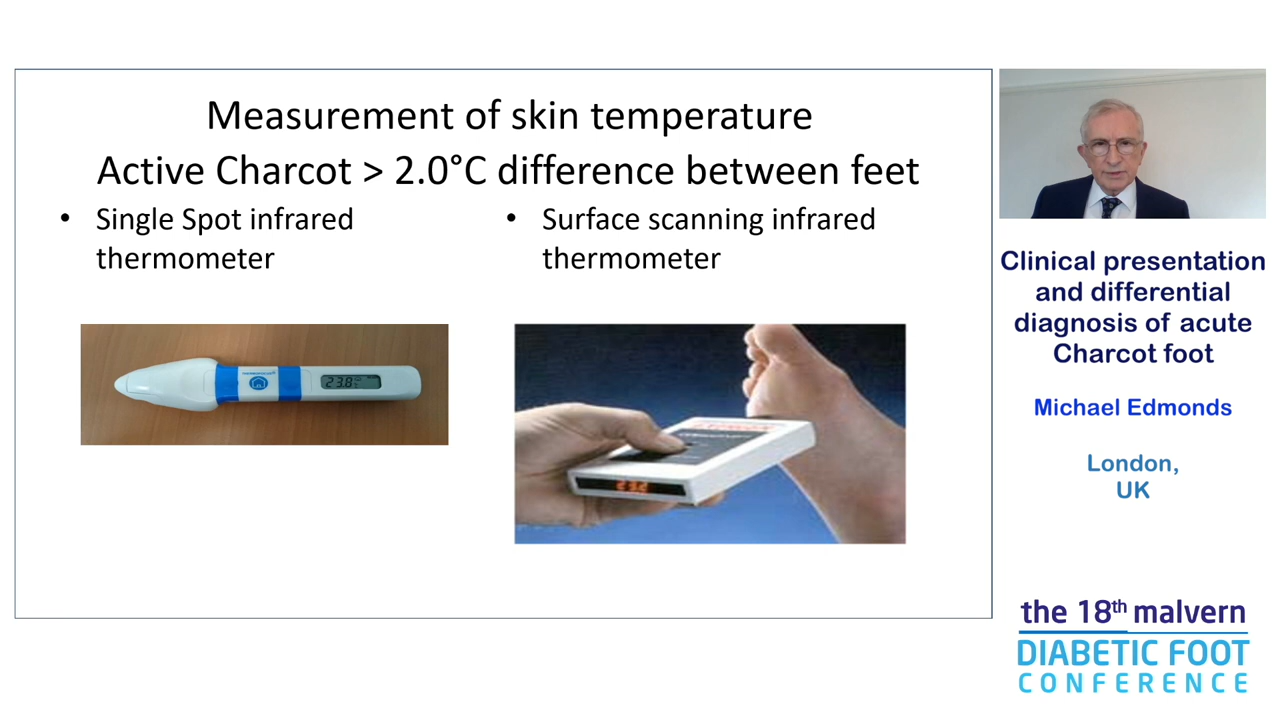 Measurement of skin temperature
Active Charcot > 2.0°C difference between feet
• Single Spot infrared
thermometer
• Surface scanning infrared
thermometer
23.8
Clinical presentation
and differential
diagnosis of acute
Charcot foot
Michael Edmonds
London,
UK
the 18th malvern
DIABETIC FOOT
CONFERENCE